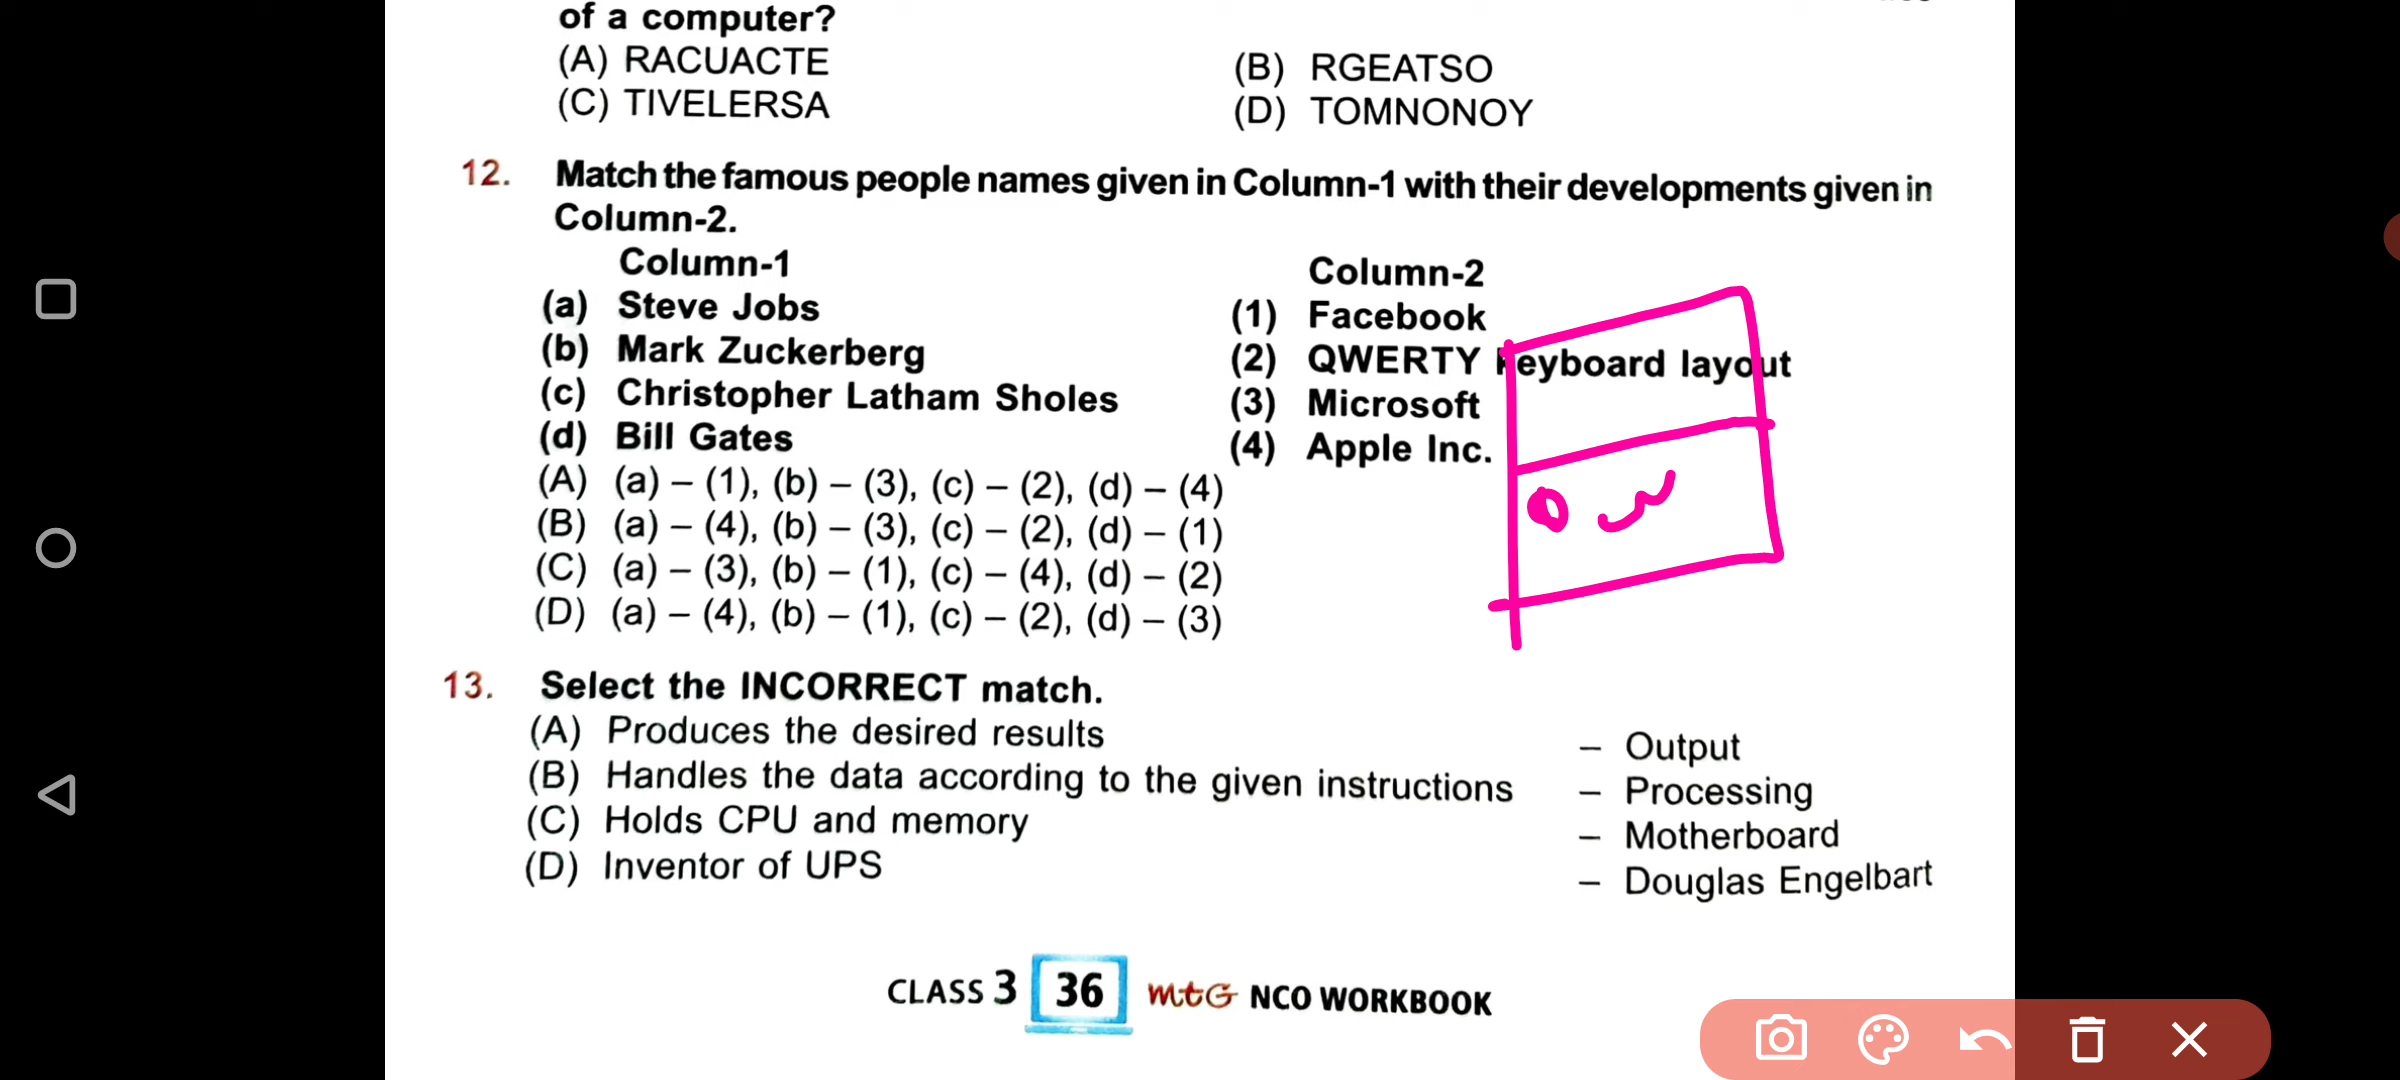 of a computer?
(A) RACUACTE (B) RGEATSO
(C) TIVELERSA (D) TOMNONOY
12. Match the famous people names given in Column-1 with their developments given in
Column-2.
Column-1 Column-2
(a) Steve Jobs (1) Facebook
(b) Mark Zuckerberg (2) QWERTY Keyboard layout
(c) Christopher Latham Sholes (3) Microsoft
(d) Bill Gates (4) Apple Inc.
(A) (a) – (1), (b) – (3), (c) – (2), (d) – (4)
(B) (a) – (4), (b) – (3), (c) – (2), (d) – (1)
(C) (a) – (3), (b) – (1), (c) – (4), (d) – (2)
(D) (a) – (4), (b) – (1), (c) – (2), (d) – (3)
13. Select the INCORRECT match.
(A) Produces the desired results – Output
(B) Handles the data according to the given instructions – Processing
(C) Holds CPU and memory – Motherboard
(D) Inventor of UPS – Douglas Engelbart
CLASS 3 36 mtG NCO WORKBOOK